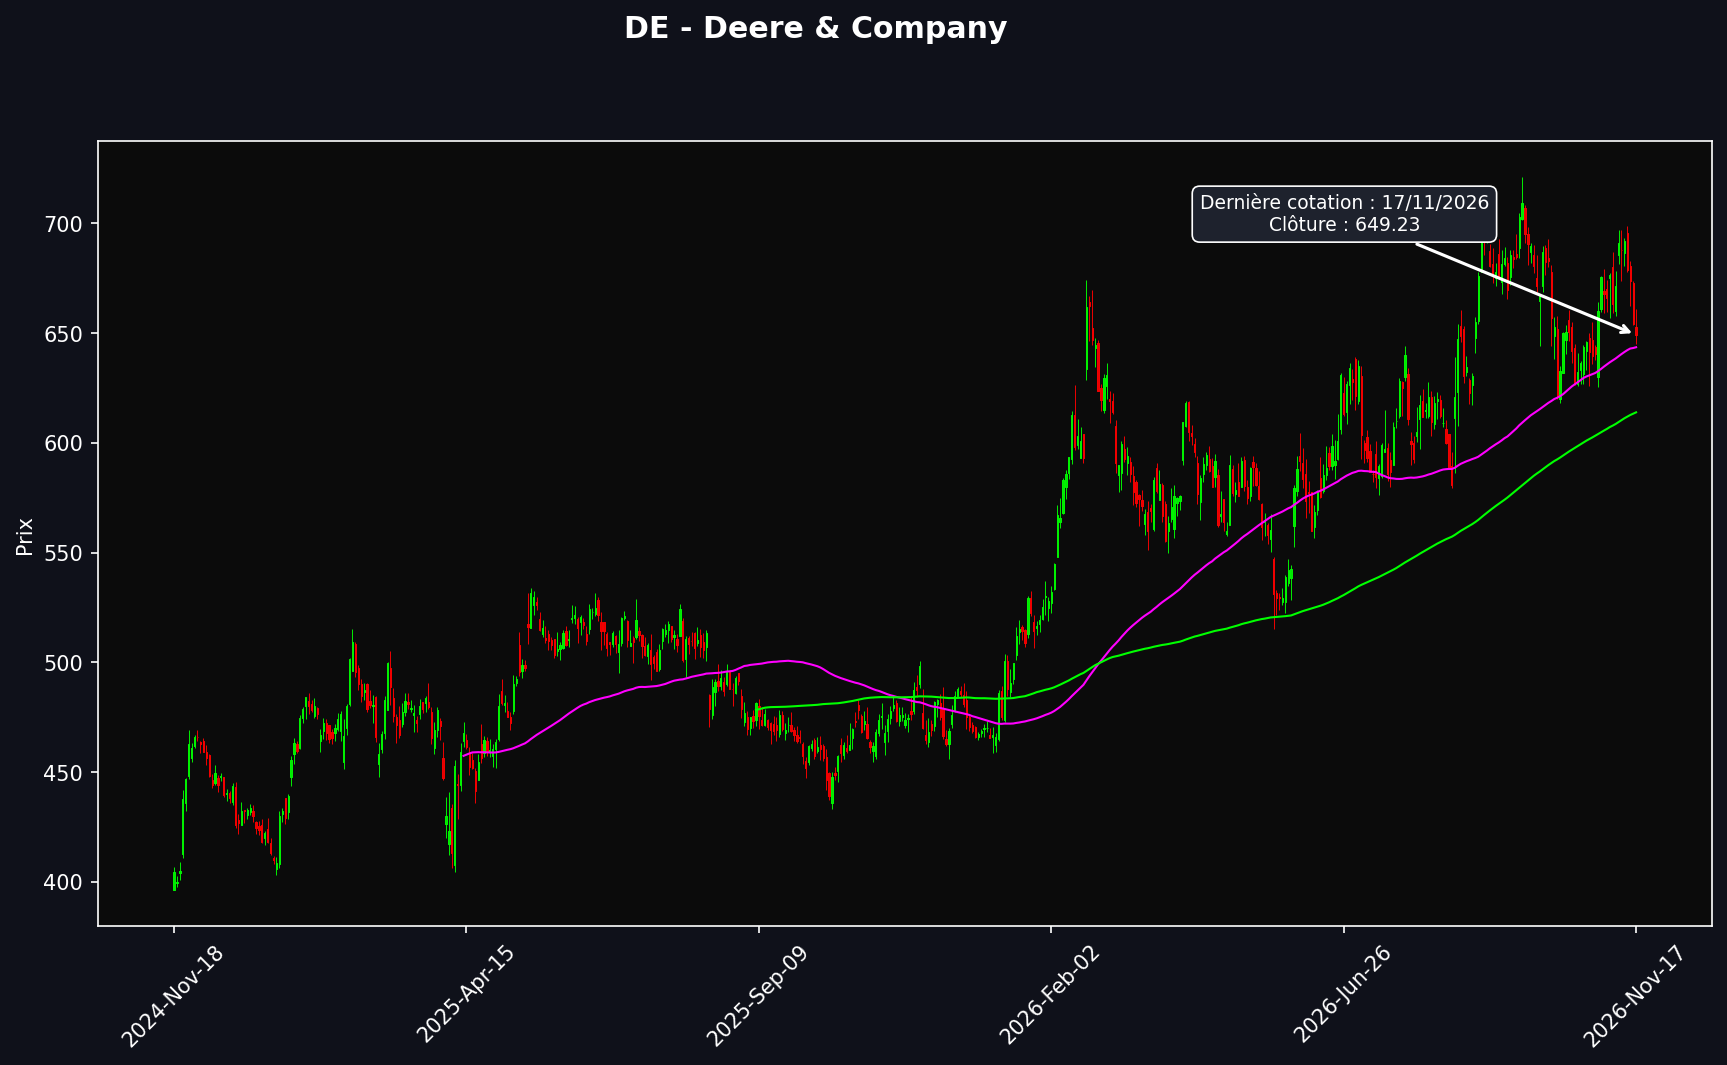 DE - Deere & Company
Dernière cotation : 17/11/2026
Clôture : 649.23
Prix
700
650
600
550
500
450
400
2024-Nov-18
2025-Apr-15
2025-Sep-09
2026-Feb-02
2026-Jun-26
2026-Nov-17